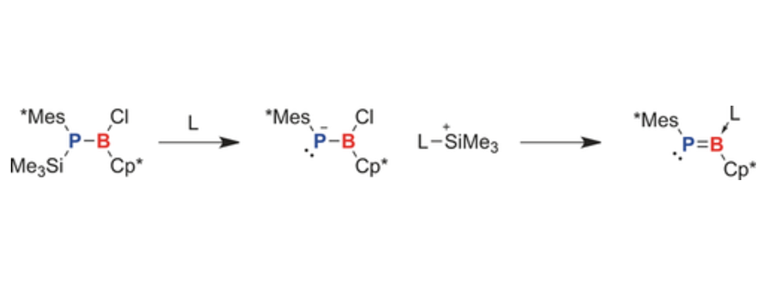 *Mes Cl
P–B
Me3Si Cp*
L
*Mes Cl
P–B
Cp*
L–SiMe3
*Mes L
P=B
Cp*